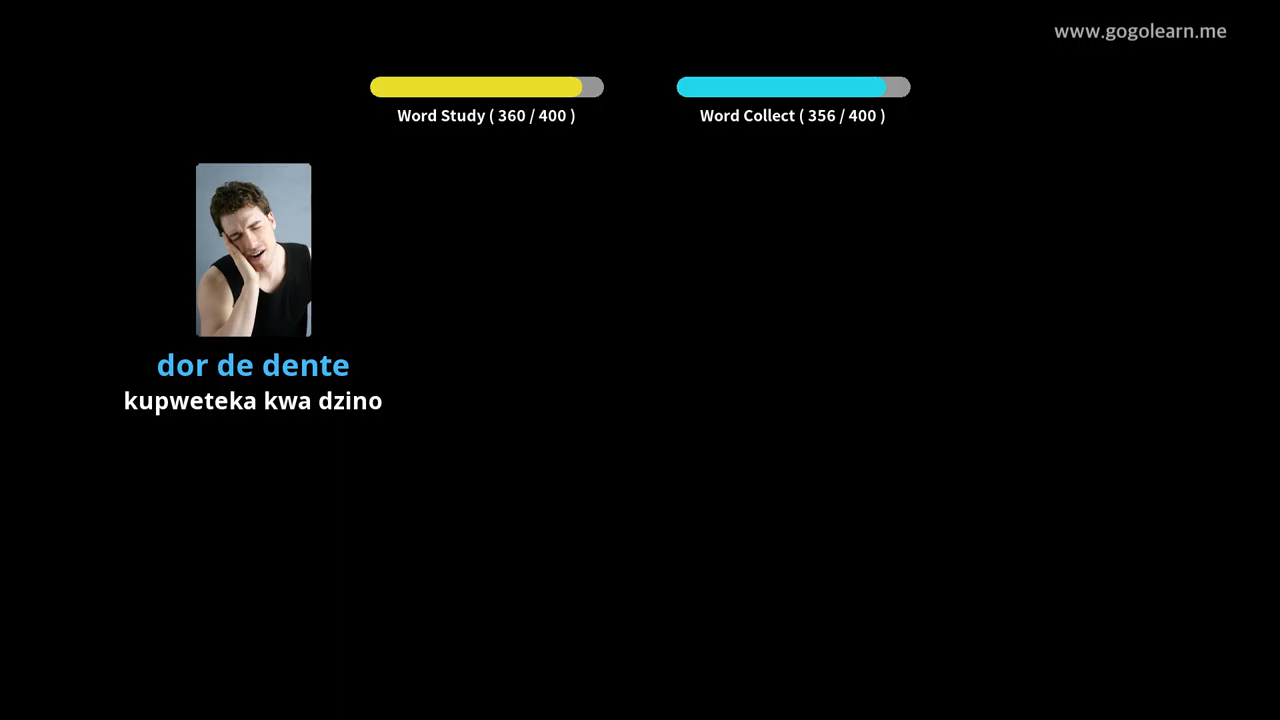 www.gogolearn.me
Word Study ( 360 / 400 )
Word Collect ( 356 / 400 )
dor de dente
kupweteka kwa dzino